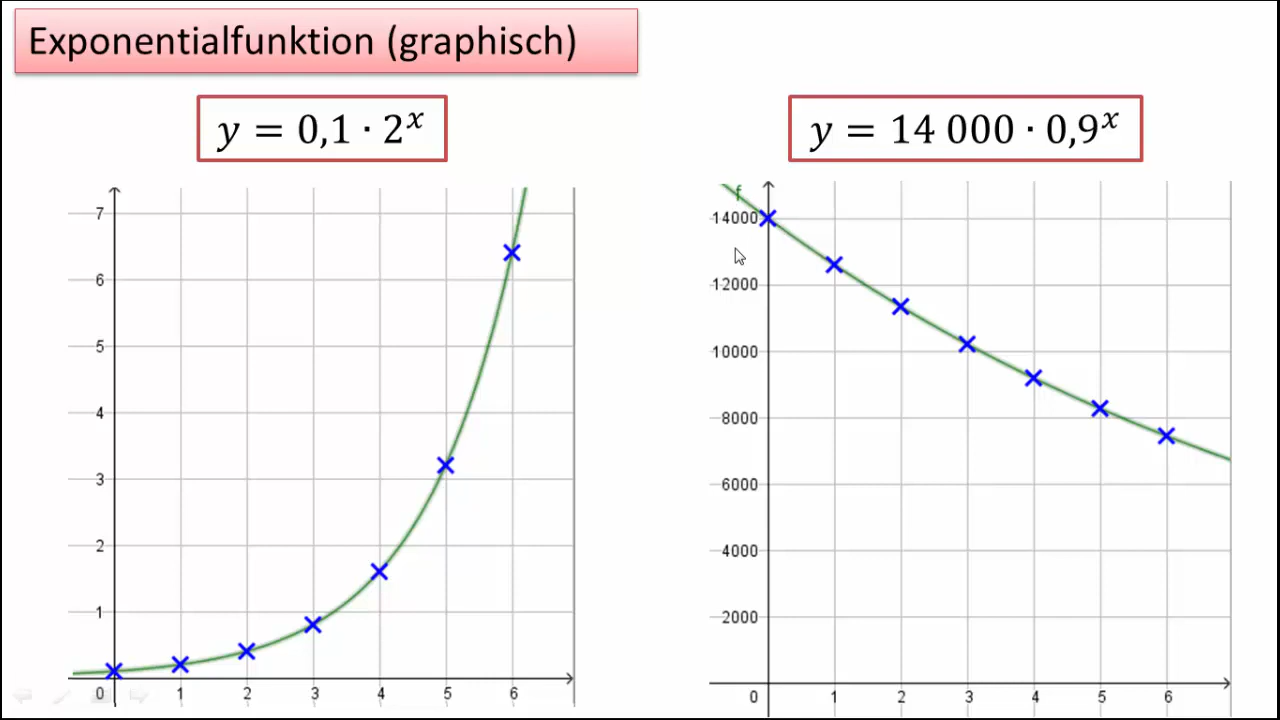 Exponentialfunktion (graphisch)
y = 0,1 · 2^x
y = 14 000 · 0,9^x
7
6
5
4
3
2
1
0 1 2 3 4 5 6
f
14000
12000
10000
8000
6000
4000
2000
0 1 2 3 4 5 6